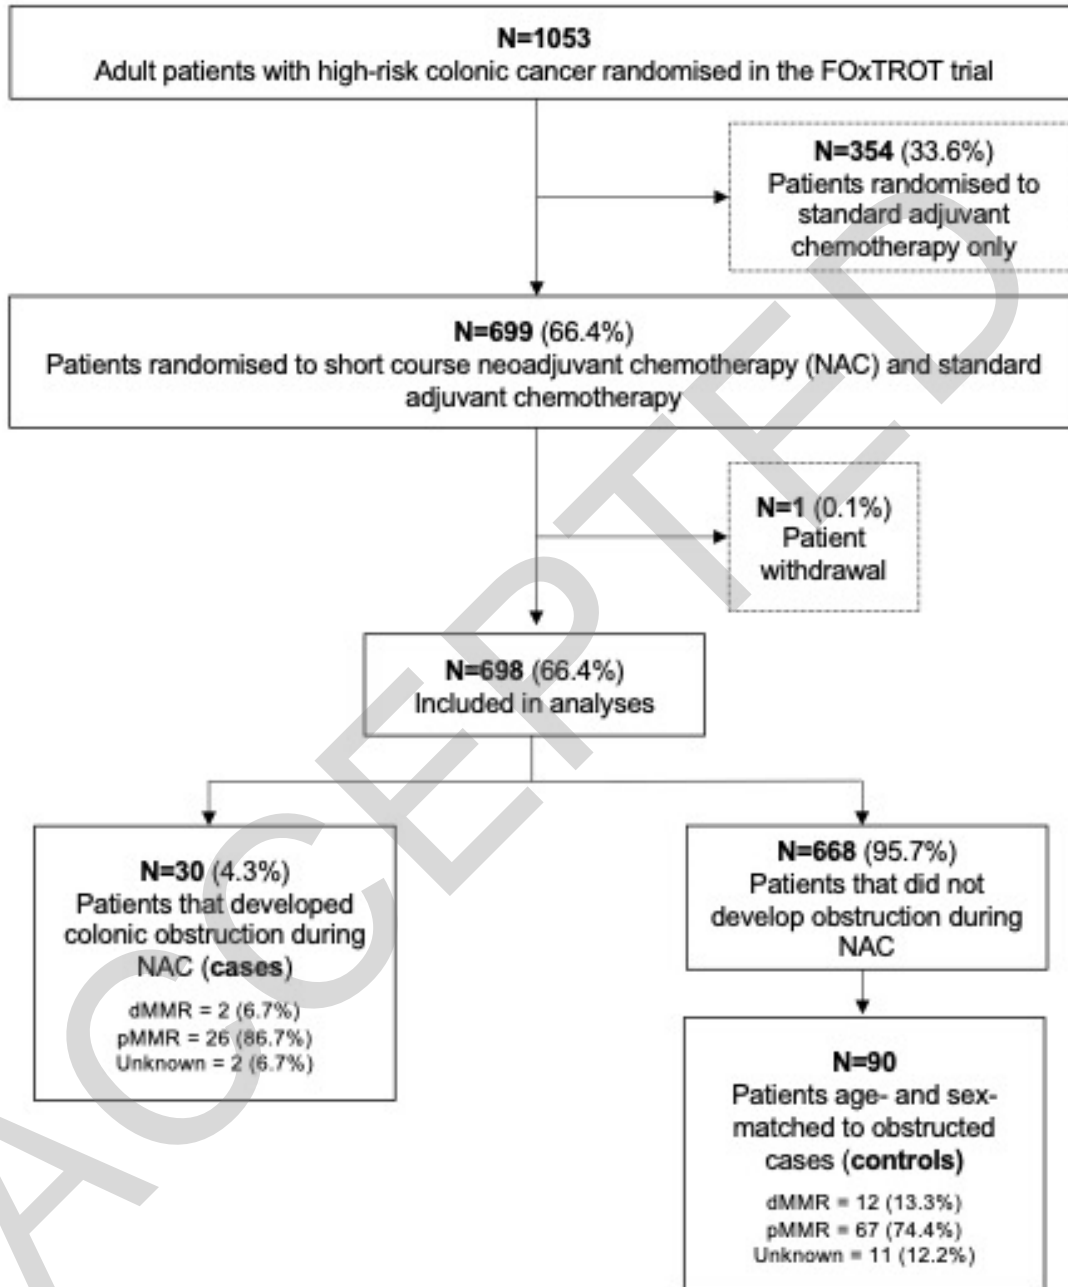 N=1053
Adult patients with high-risk colonic cancer randomised in the FOxTROT trial
N=354 (33.6%)
Patients randomised to
standard adjuvant
chemotherapy only
N=699 (66.4%)
Patients randomised to short course neoadjuvant chemotherapy (NAC) and standard
adjuvant chemotherapy
N=1 (0.1%)
Patient
withdrawal
N=698 (66.4%)
Included in analyses
N=30 (4.3%)
Patients that developed
colonic obstruction during
NAC (cases)
dMMR = 2 (6.7%)
pMMR = 26 (86.7%)
Unknown = 2 (6.7%)
N=668 (95.7%)
Patients that did not
develop obstruction during
NAC
N=90
Patients age- and sex-
matched to obstructed
cases (controls)
dMMR = 12 (13.3%)
pMMR = 67 (74.4%)
Unknown = 11 (12.2%)
ACCEPTED